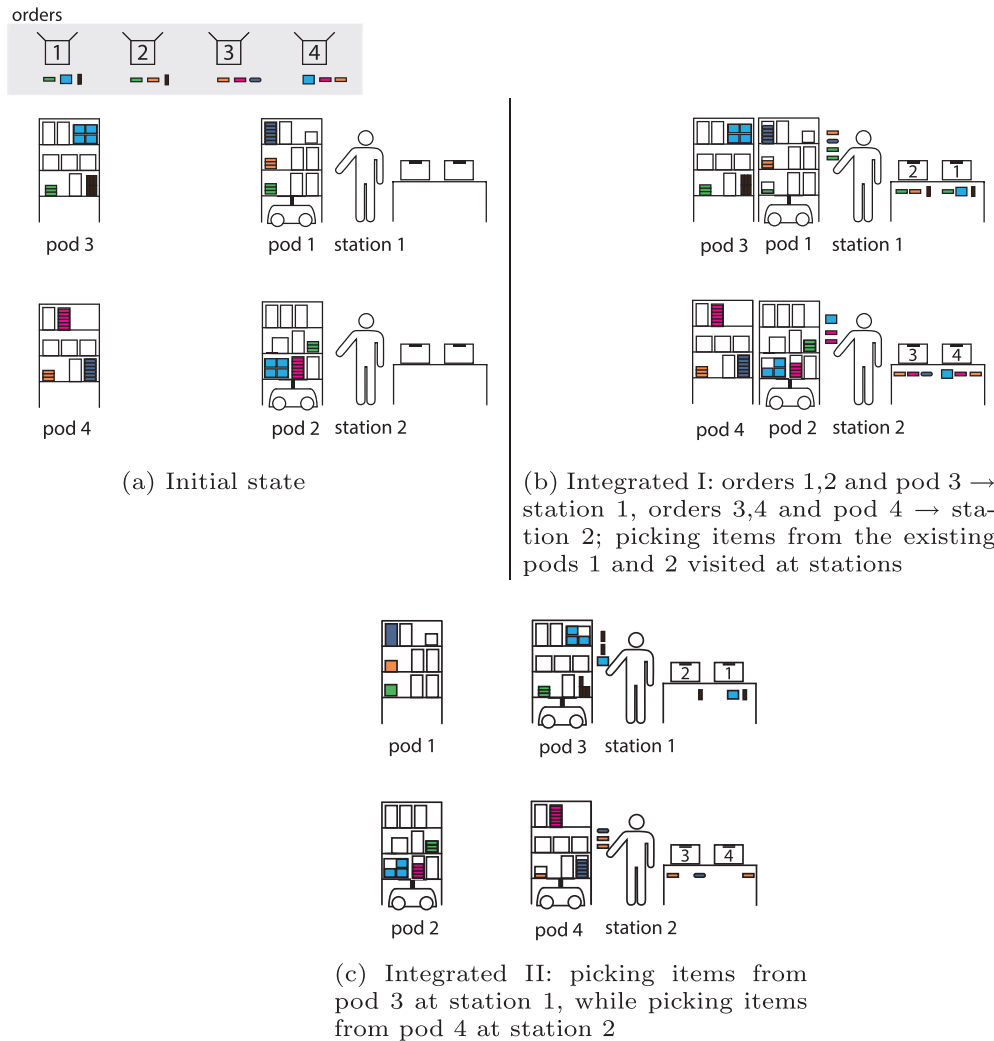 orders
1 2 3 4
pod 3 pod 1 station 1
pod 4 pod 2 station 2
(a) Initial state
2 1
pod 3 pod 1 station 1
3 4
pod 4 pod 2 station 2
(b) Integrated I: orders 1,2 and pod 3 →
station 1, orders 3,4 and pod 4 → sta-
tion 2; picking items from the existing
pods 1 and 2 visited at stations
2 1
pod 1 pod 3 station 1
3 4
pod 2 pod 4 station 2
(c) Integrated II: picking items from
pod 3 at station 1, while picking items
from pod 4 at station 2